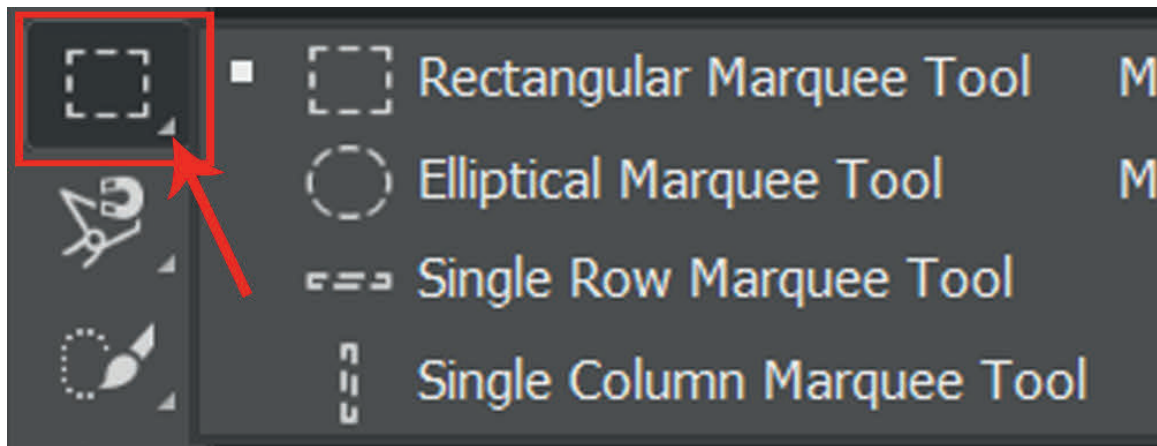 Rectangular Marquee Tool M
Elliptical Marquee Tool M
Single Row Marquee Tool
Single Column Marquee Tool